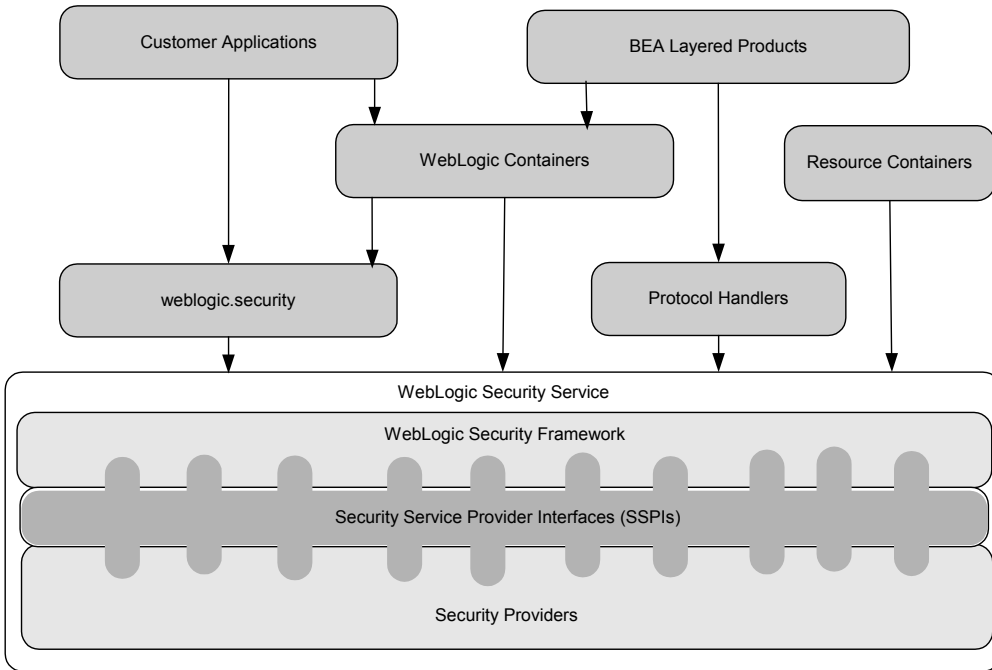 Customer Applications
BEA Layered Products
WebLogic Containers
Resource Containers
weblogic.security
Protocol Handlers
WebLogic Security Service
WebLogic Security Framework
Security Service Provider Interfaces (SSPIs)
Security Providers